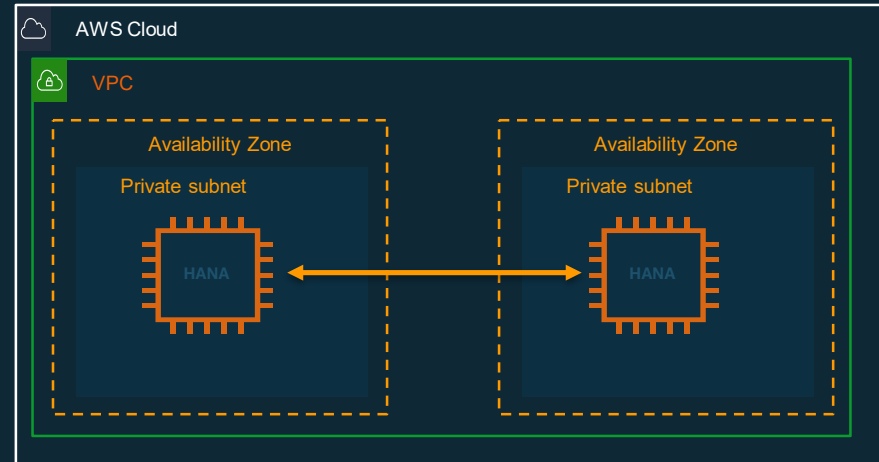 AWS Cloud
VPC
Availability Zone
Availability Zone
Private subnet
Private subnet
HANA
HANA